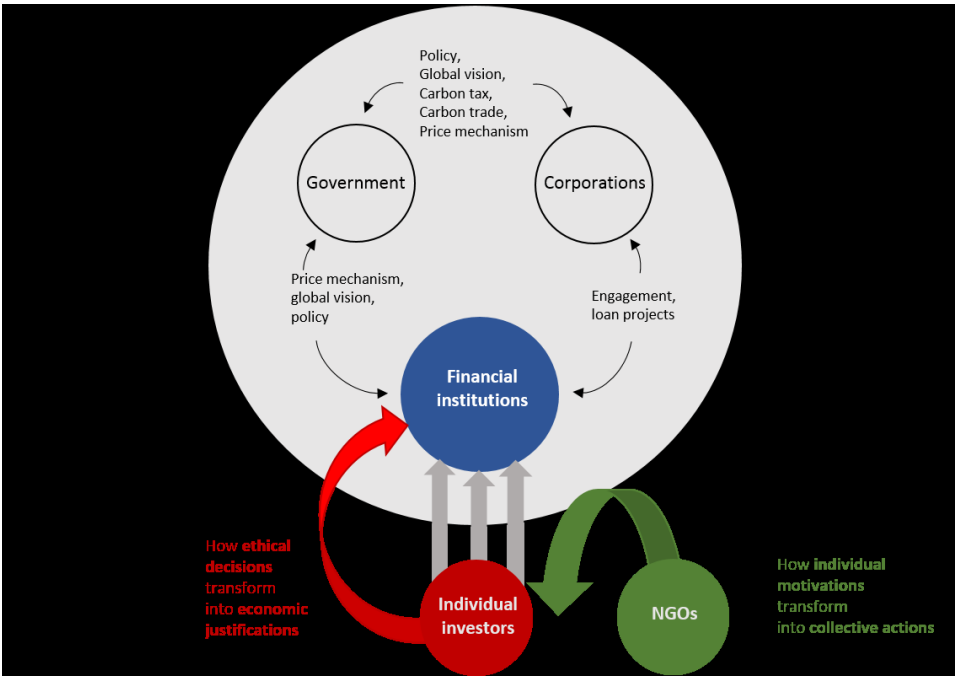 Policy,
Global vision,
Carbon tax,
Carbon trade,
Price mechanism
Government
Corporations
Price mechanism,
global vision,
policy
Engagement,
loan projects
Financial
institutions
How ethical
decisions
transform
into economic
justifications
Individual
investors
NGOs
How individual
motivations
transform
into collective actions